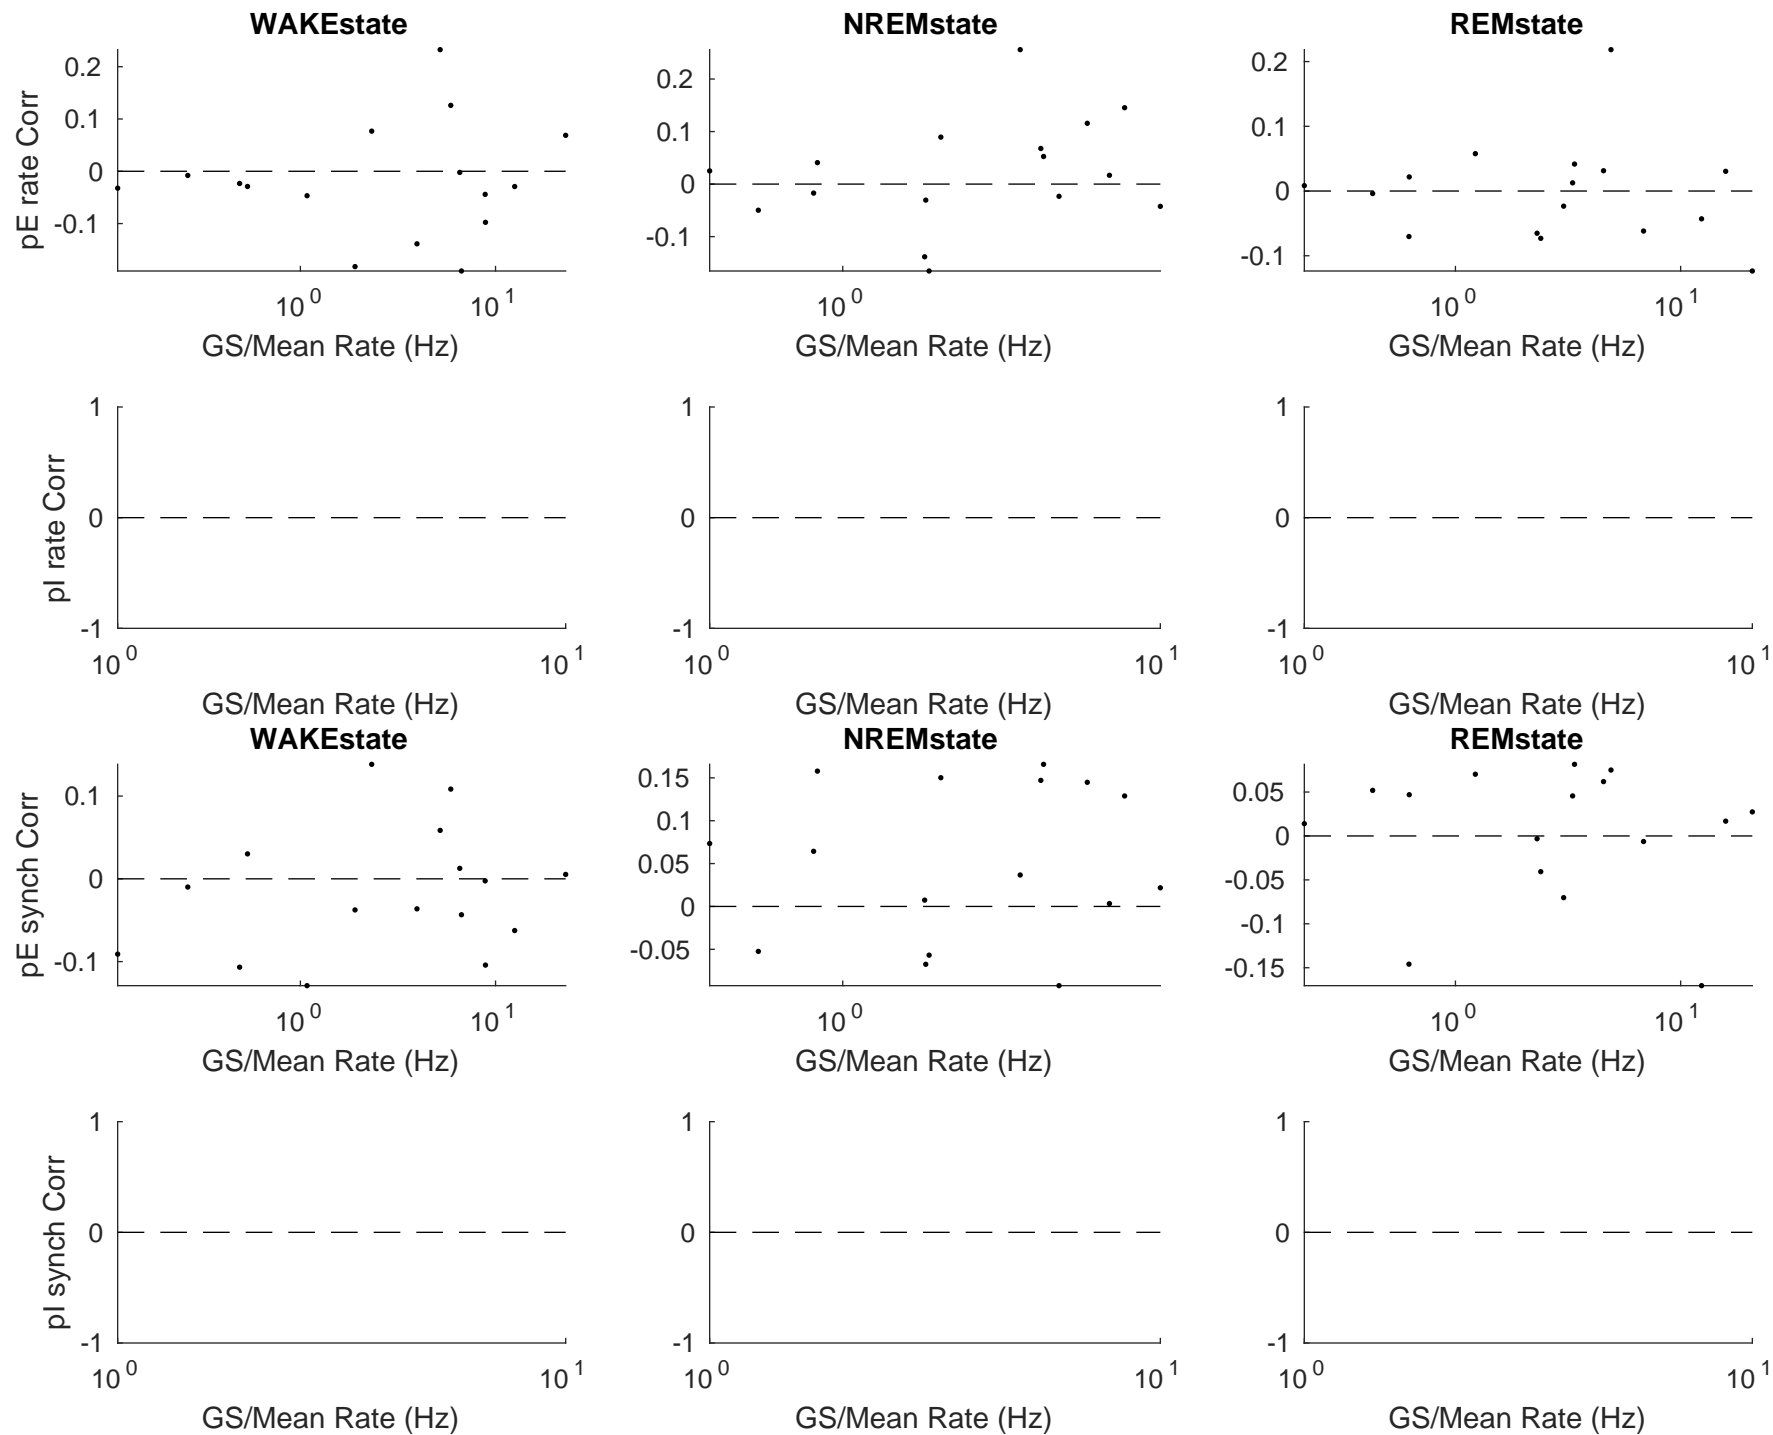 WAKEstate NREMstate REMstate
pE rate Corr
0.2 0.1 0 -0.1
0.2 0.1 0 -0.1
0.2 0.1 0 -0.1
10^0 10^1 10^0 10^0 10^1
GS/Mean Rate (Hz) GS/Mean Rate (Hz) GS/Mean Rate (Hz)
pI rate Corr
1 0 -1
1 0 -1
1 0 -1
10^0 10^1 10^0 10^1 10^0 10^1
GS/Mean Rate (Hz) GS/Mean Rate (Hz) GS/Mean Rate (Hz)
WAKEstate NREMstate REMstate
pE synch Corr
0.1 0 -0.1
0.15 0.1 0.05 0 -0.05
0.05 0 -0.05 -0.1 -0.15
10^0 10^1 10^0 10^0 10^1
GS/Mean Rate (Hz) GS/Mean Rate (Hz) GS/Mean Rate (Hz)
pI synch Corr
1 0 -1
1 0 -1
1 0 -1
10^0 10^1 10^0 10^1 10^0 10^1
GS/Mean Rate (Hz) GS/Mean Rate (Hz) GS/Mean Rate (Hz)